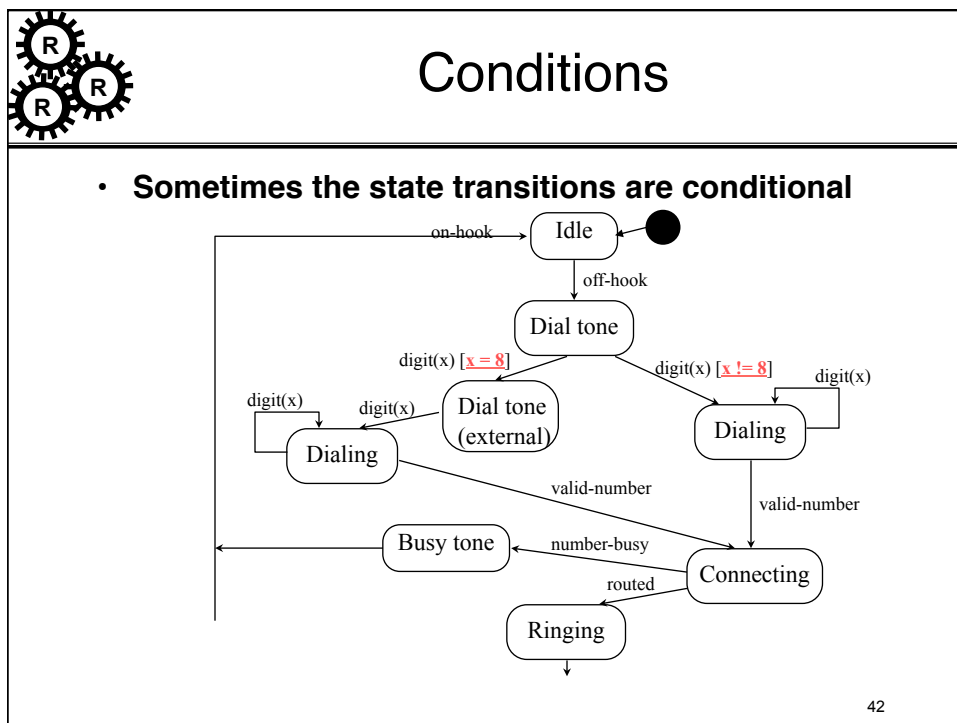 R
R
R
Conditions
• Sometimes the state transitions are conditional
on-hook
Idle
off-hook
Dial tone
digit(x) [x = 8]
digit(x) [x != 8]
digit(x)
digit(x)
digit(x)
Dial tone
(external)
Dialing
Dialing
valid-number
valid-number
Busy tone
number-busy
Connecting
routed
Ringing
42